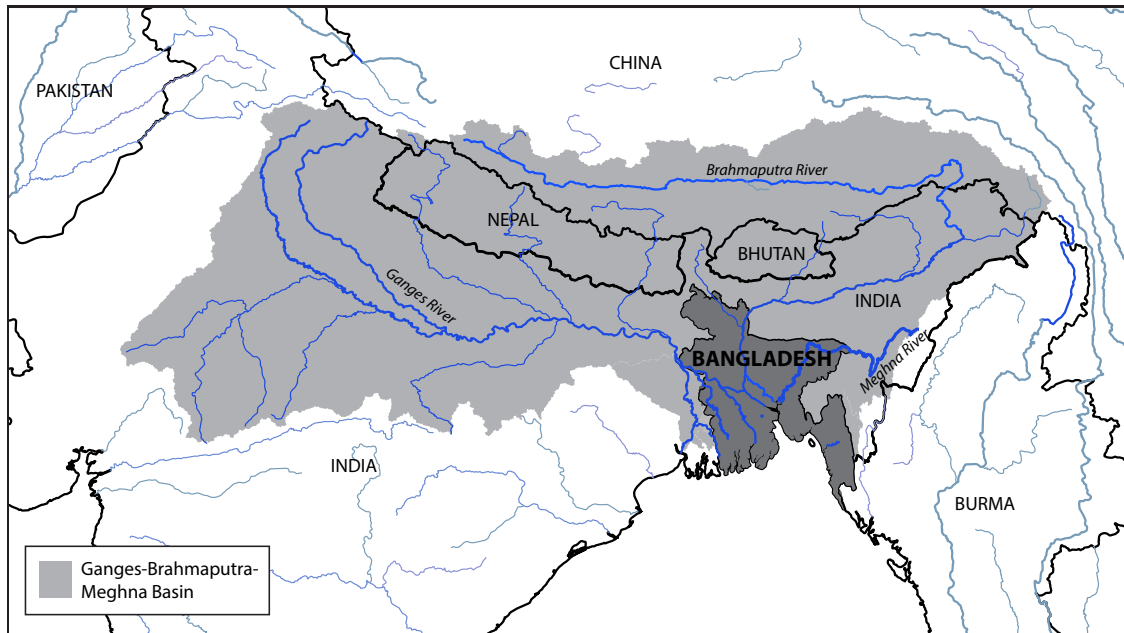 CHINA
PAKISTAN
Brahmaputra River
NEPAL
BHUTAN
Ganges River
INDIA
BANGLADESH
Meghna River
INDIA
BURMA
Ganges-Brahmaputra-
Meghna Basin